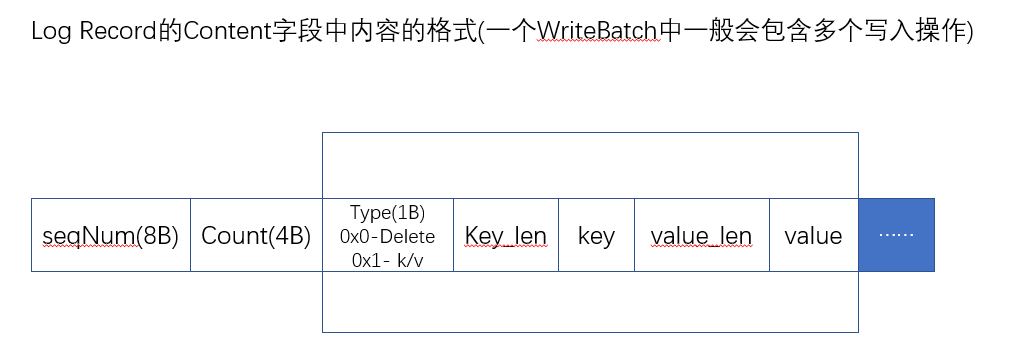 Log Record的Content字段中内容的格式(一个WriteBatch中一般会包含多个写入操作)
seqNum(8B)
Count(4B)
Type(1B)
0x0-Delete
0x1- k/v
Key_len
key
value_len
value
……